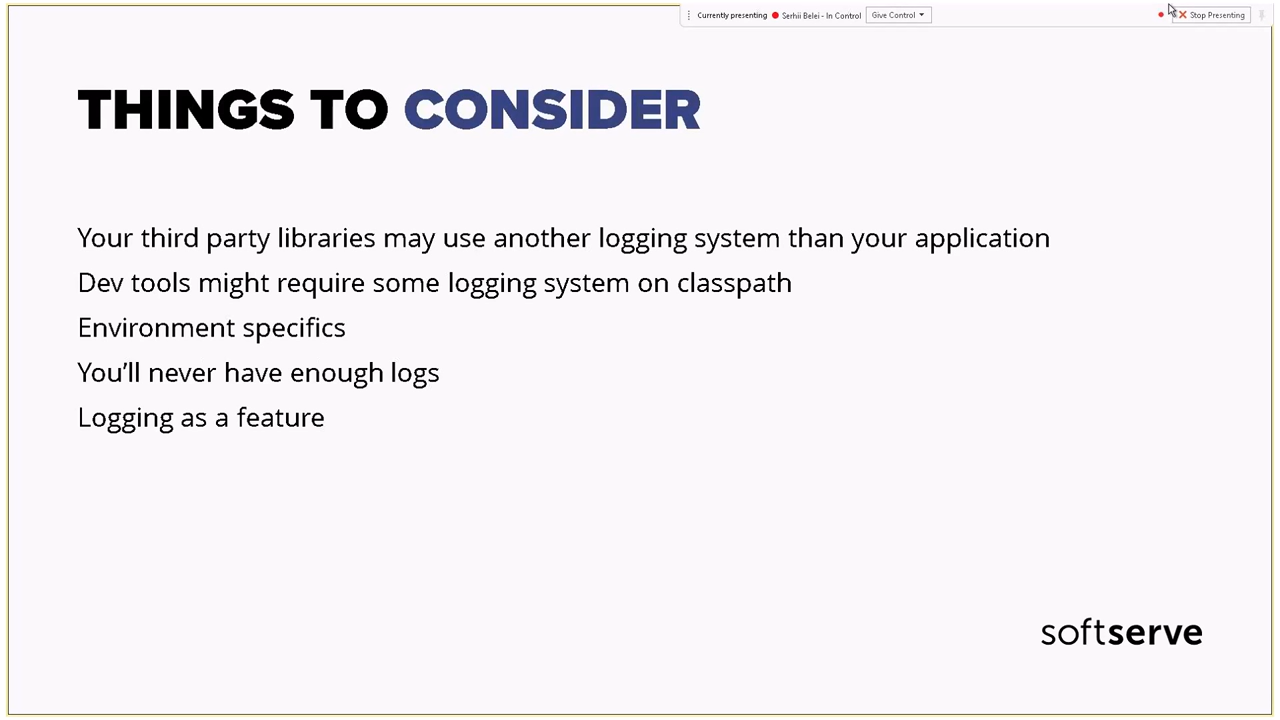 Currently presenting Serhii Belei - In Control Give Control Stop Presenting
THINGS TO CONSIDER
Your third party libraries may use another logging system than your application
Dev tools might require some logging system on classpath
Environment specifics
You’ll never have enough logs
Logging as a feature
softserve